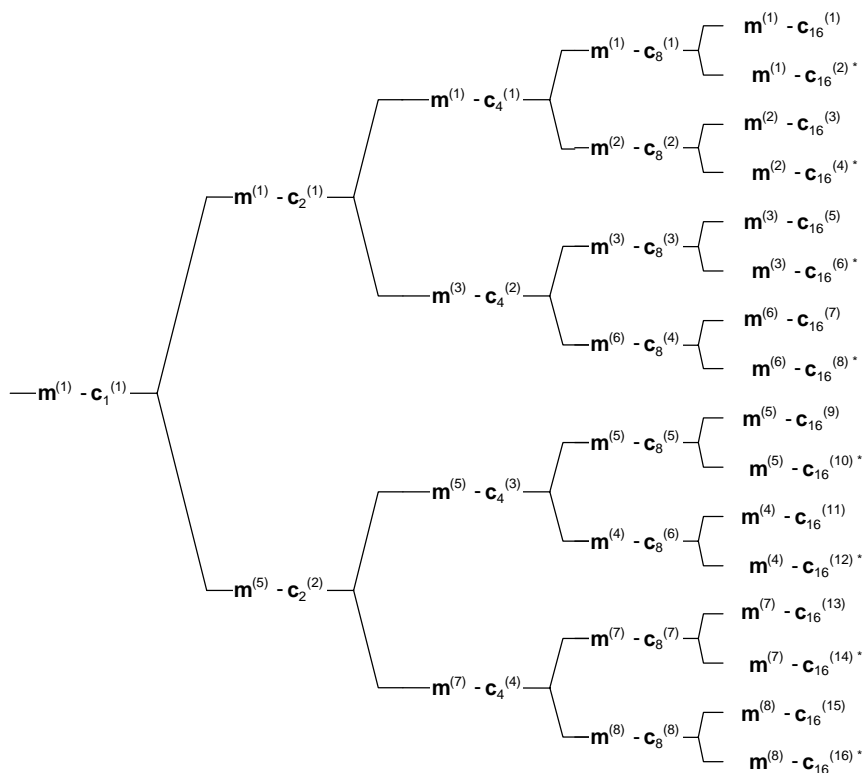 m(1) - c16(1)
m(1) - c8(1)
m(1) - c16(2) *
m(1) - c4(1)
m(2) - c16(3)
m(2) - c8(2)
m(2) - c16(4) *
m(1) - c2(1)
m(3) - c16(5)
m(3) - c8(3)
m(3) - c16(6) *
m(3) - c4(2)
m(6) - c16(7)
m(6) - c8(4)
m(6) - c16(8) *
m(1) - c1(1)
m(5) - c16(9)
m(5) - c8(5)
m(5) - c16(10) *
m(5) - c4(3)
m(4) - c16(11)
m(4) - c8(6)
m(4) - c16(12) *
m(5) - c2(2)
m(7) - c16(13)
m(7) - c8(7)
m(7) - c16(14) *
m(7) - c4(4)
m(8) - c16(15)
m(8) - c8(8)
m(8) - c16(16) *